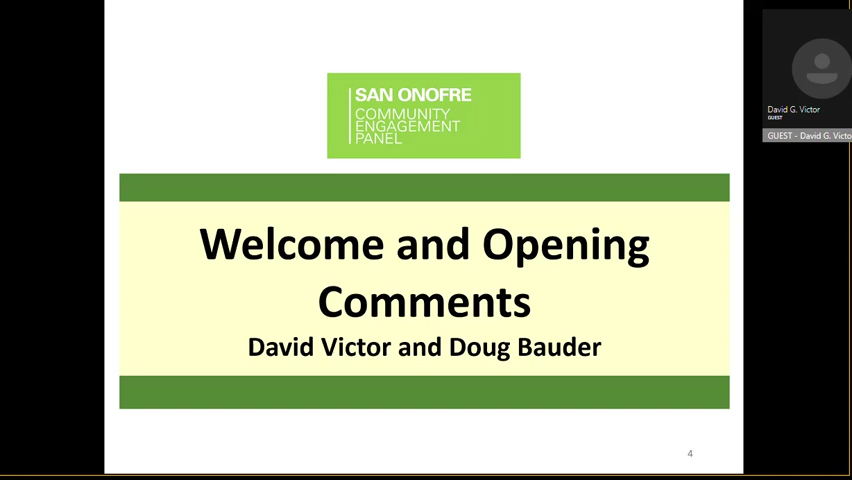 SAN ONOFRE
COMMUNITY
ENGAGEMENT
PANEL
Welcome and Opening
Comments
David Victor and Doug Bauder
4
David G. Victor
GUEST
GUEST - David G. Victo